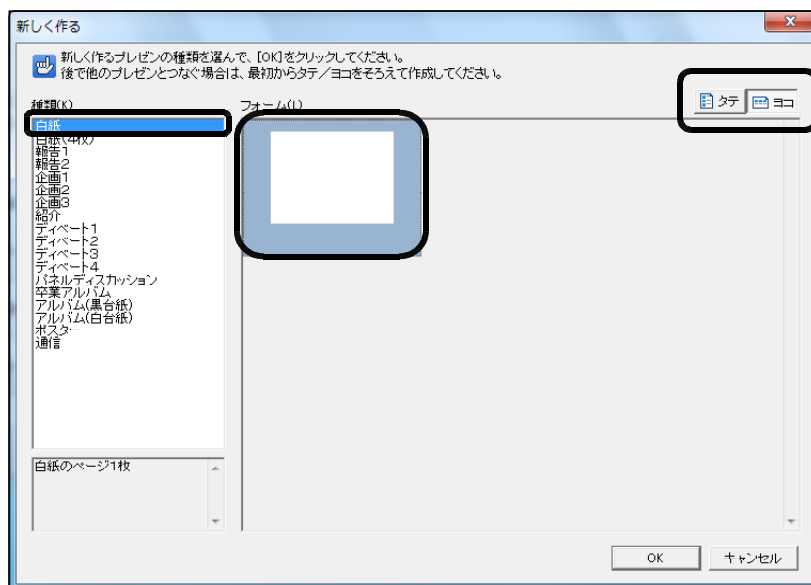 新しく作る
新しく作るプレゼンの種類を選んで、[OK]をクリックしてください。
後で他のプレゼンとつなぐ場合は、最初からタテ／ヨコをそろえて作成してください。
種類(K)
フォーム(L)
タテ
ヨコ
白紙
白紙(4枚)
報告1
報告2
企画1
企画2
企画3
紹介
ディベート1
ディベート2
ディベート3
ディベート4
パネルディスカッション
卒業アルバム
アルバム(黒台紙)
アルバム(白台紙)
ポスター
通信
白紙のページ1枚
OK
キャンセル